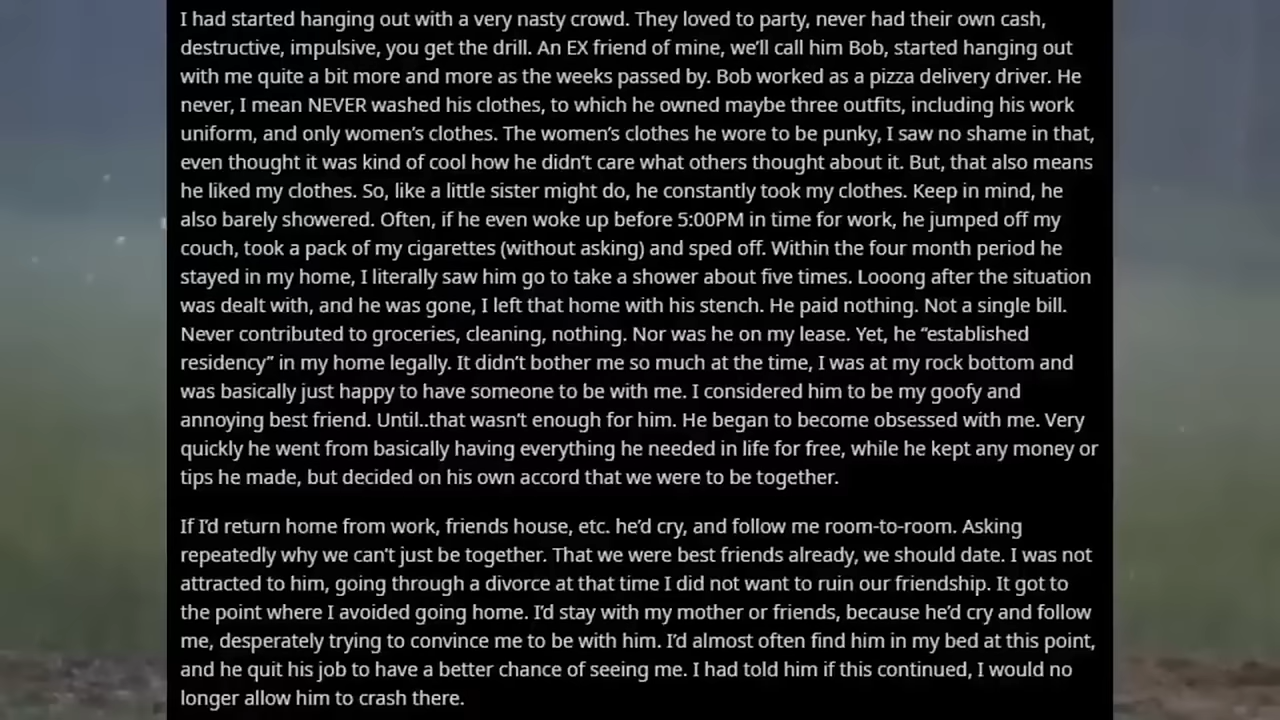 I had started hanging out with a very nasty crowd. They loved to party, never had their own cash,
destructive, impulsive, you get the drill. An EX friend of mine, we’ll call him Bob, started hanging out
with me quite a bit more and more as the weeks passed by. Bob worked as a pizza delivery driver. He
never, I mean NEVER washed his clothes, to which he owned maybe three outfits, including his work
uniform, and only women’s clothes. The women’s clothes he wore to be punky, I saw no shame in that,
even thought it was kind of cool how he didn’t care what others thought about it. But, that also means
he liked my clothes. So, like a little sister might do, he constantly took my clothes. Keep in mind, he
also barely showered. Often, if he even woke up before 5:00PM in time for work, he jumped off my
couch, took a pack of my cigarettes (without asking) and sped off. Within the four month period he
stayed in my home, I literally saw him go to take a shower about five times. Looong after the situation
was dealt with, and he was gone, I left that home with his stench. He paid nothing. Not a single bill.
Never contributed to groceries, cleaning, nothing. Nor was he on my lease. Yet, he “established
residency” in my home legally. It didn’t bother me so much at the time, I was at my rock bottom and
was basically just happy to have someone to be with me. I considered him to be my goofy and
annoying best friend. Until..that wasn’t enough for him. He began to become obsessed with me. Very
quickly he went from basically having everything he needed in life for free, while he kept any money or
tips he made, but decided on his own accord that we were to be together.
If I’d return home from work, friends house, etc. he’d cry, and follow me room-to-room. Asking
repeatedly why we can’t just be together. That we were best friends already, we should date. I was not
attracted to him, going through a divorce at that time I did not want to ruin our friendship. It got to
the point where I avoided going home. I’d stay with my mother or friends, because he’d cry and follow
me, desperately trying to convince me to be with him. I’d almost often find him in my bed at this point,
and he quit his job to have a better chance of seeing me. I had told him if this continued, I would no
longer allow him to crash there.